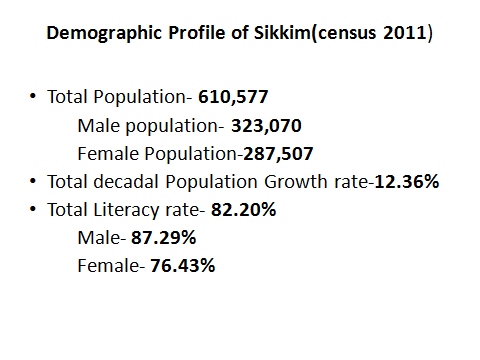 Demographic Profile of Sikkim(census 2011)
• Total Population- 610,577
Male population- 323,070
Female Population-287,507
• Total decadal Population Growth rate-12.36%
• Total Literacy rate- 82.20%
Male- 87.29%
Female- 76.43%